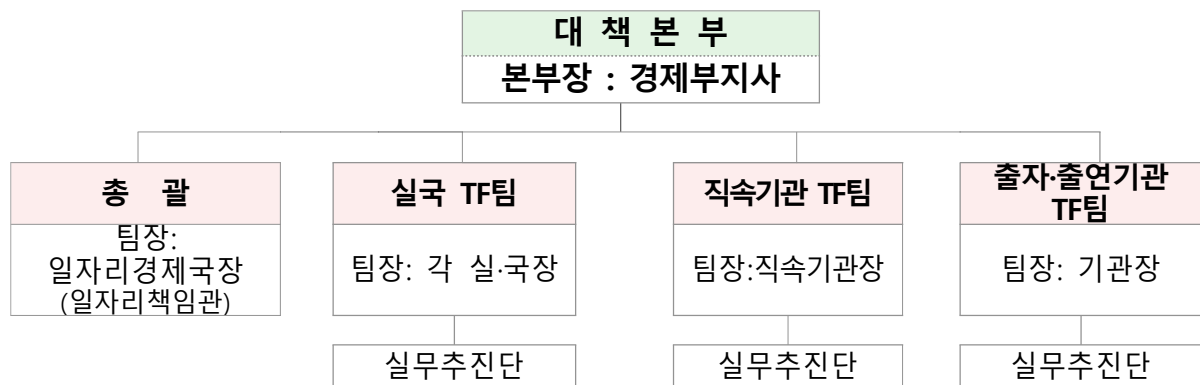 대 책 본 부
본부장 : 경제부지사
총 괄
팀장:
일자리경제국장
(일자리책임관)
실국 TF팀
팀장: 각 실·국장
실무추진단
직속기관 TF팀
팀장:직속기관장
실무추진단
출자·출연기관
TF팀
팀장: 기관장
실무추진단